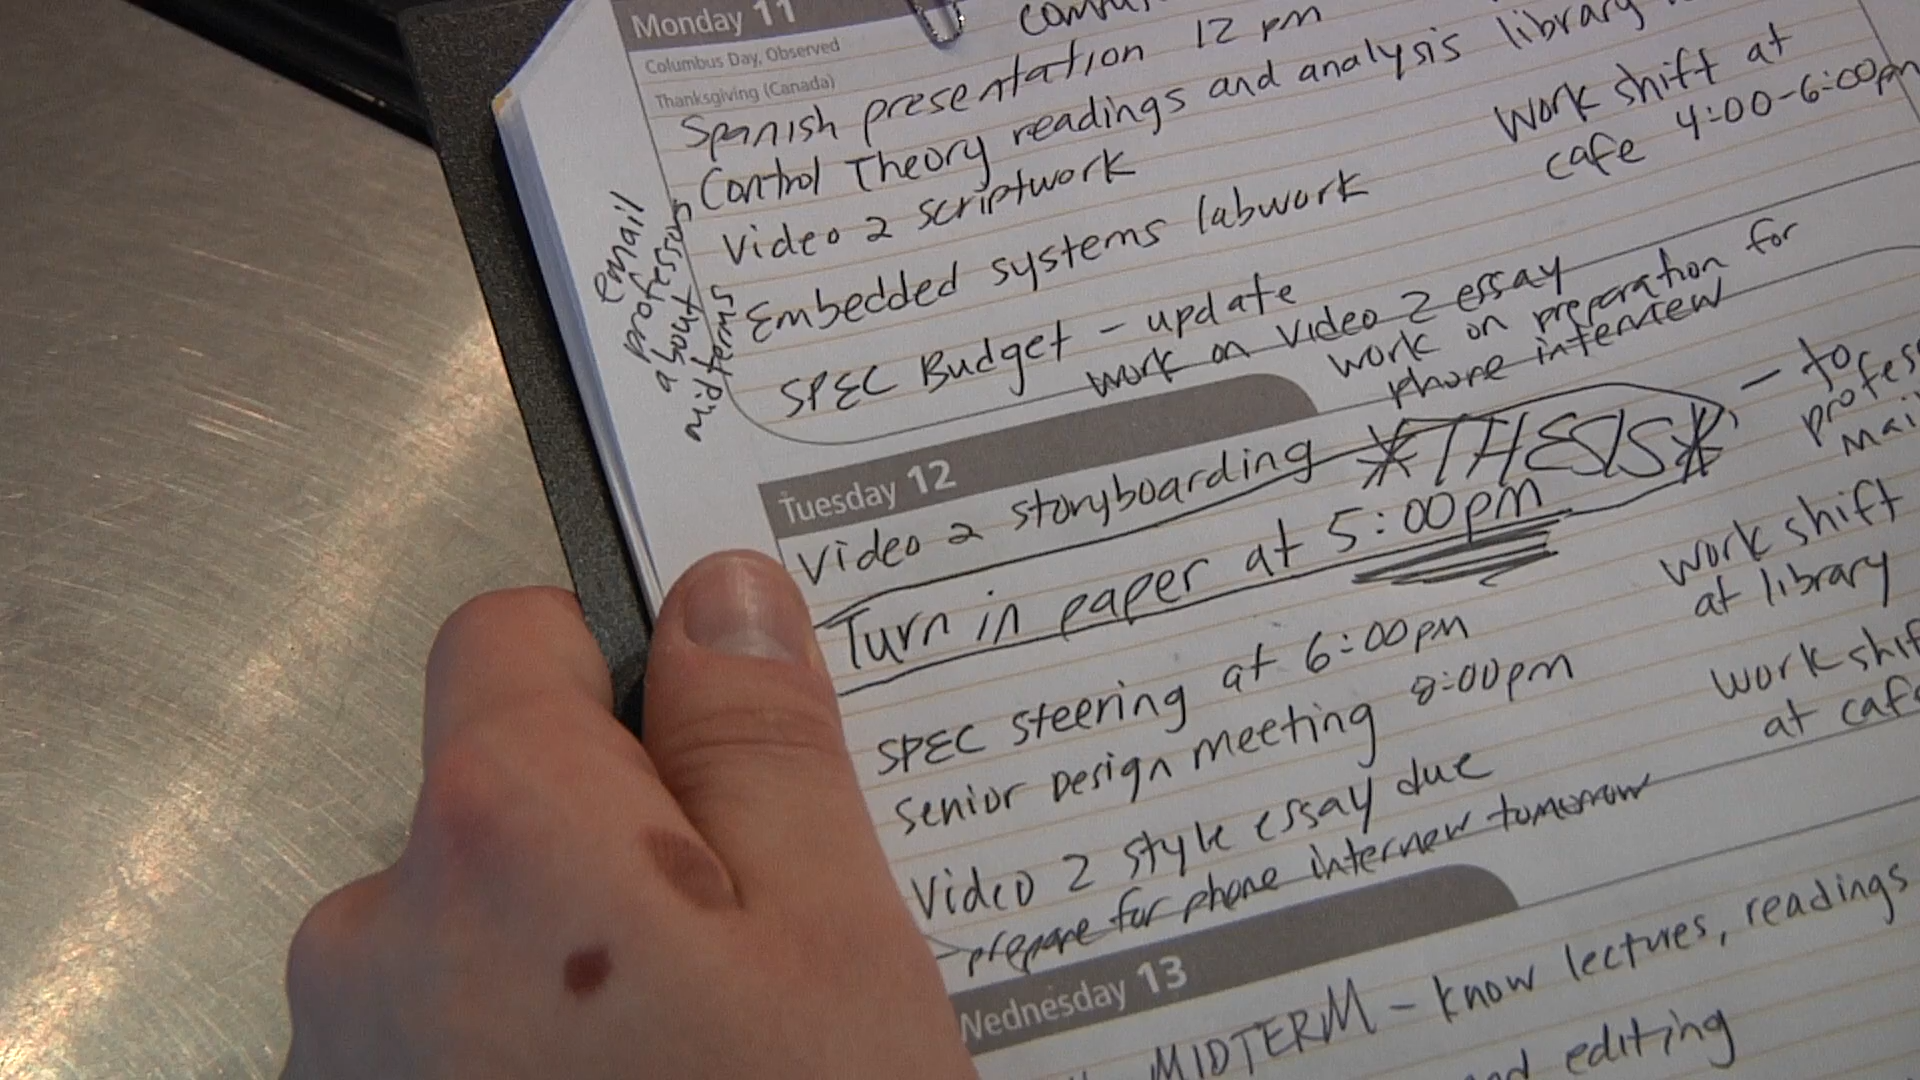 Monday 11
Columbus Day, Observed
Thanksgiving (Canada)
Spanish presentation 12 pm
Control Theory readings and analysis library
Video 2 scriptwork
Embedded systems labwork
SPEC Budget - update
work on video 2 essay
work on preparation for
phone interview
work shift at
cafe 4:00-6:00pm
email
professors
about
midterms
Tuesday 12
Video 2 storyboarding
*THESIS* - to
profess
mai
Turn in paper at 5:00pm
SPEC steering at 6:00pm
Senior Design meeting 8:00pm
Video 2 style essay due
prepare for phone interview tomorrow
work shift
at library
work shif
at cafe
Wednesday 13
MIDTERM - know lectures, readings
editing